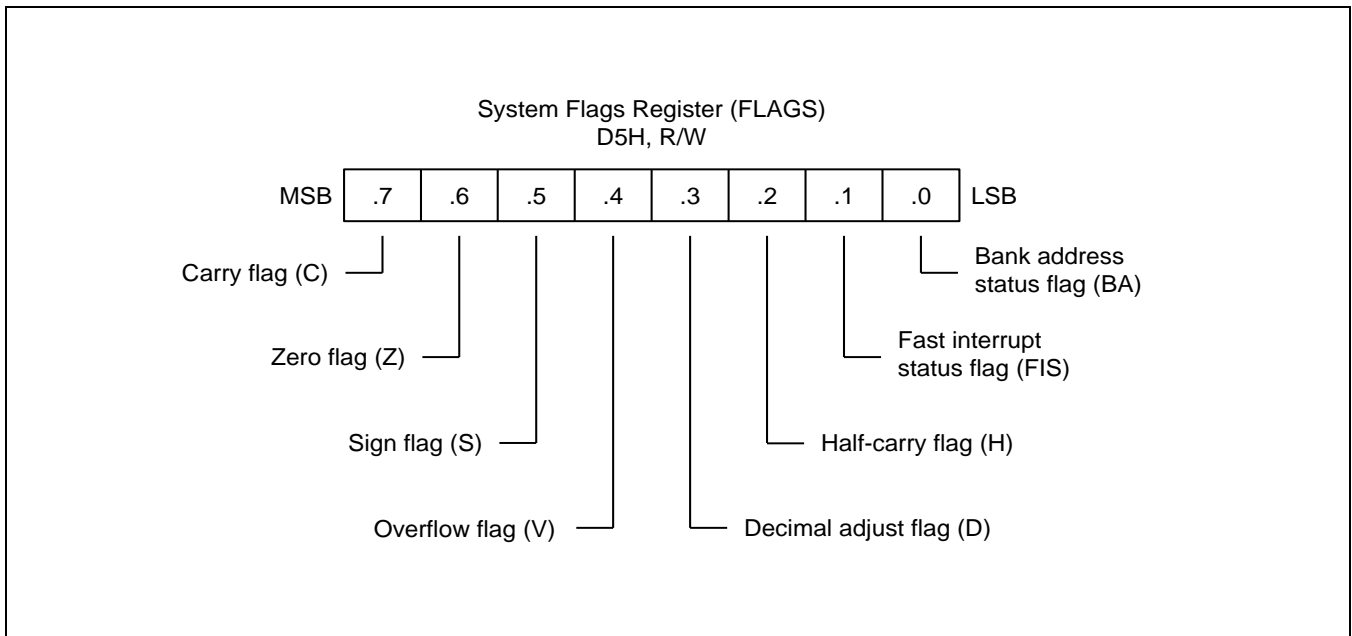 System Flags Register (FLAGS)
D5H, R/W
MSB .7 .6 .5 .4 .3 .2 .1 .0 LSB
Carry flag (C)
Bank address
status flag (BA)
Zero flag (Z)
Fast interrupt
status flag (FIS)
Sign flag (S)
Half-carry flag (H)
Overflow flag (V)
Decimal adjust flag (D)